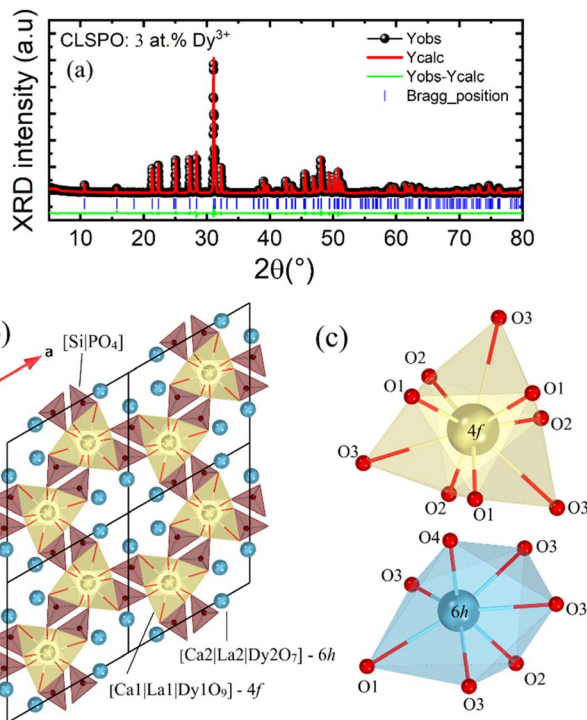 CLSPO: 3 at.% Dy³⁺
(a)
Yobs
Ycalc
Yobs-Ycalc
Bragg_position
XRD intensity (a.u)
10 20 30 40 50 60 70 80
2θ(°)
)
a
[Si|PO₄]
[Ca2|La2|Dy2O₇] - 6h
[Ca1|La1|Dy1O₉] - 4f
(c)
O3
O2
O1
O1
4f
O2
O3
O2
O1
O3
O4
O3
O3
6h
O3
O1
O2
O3